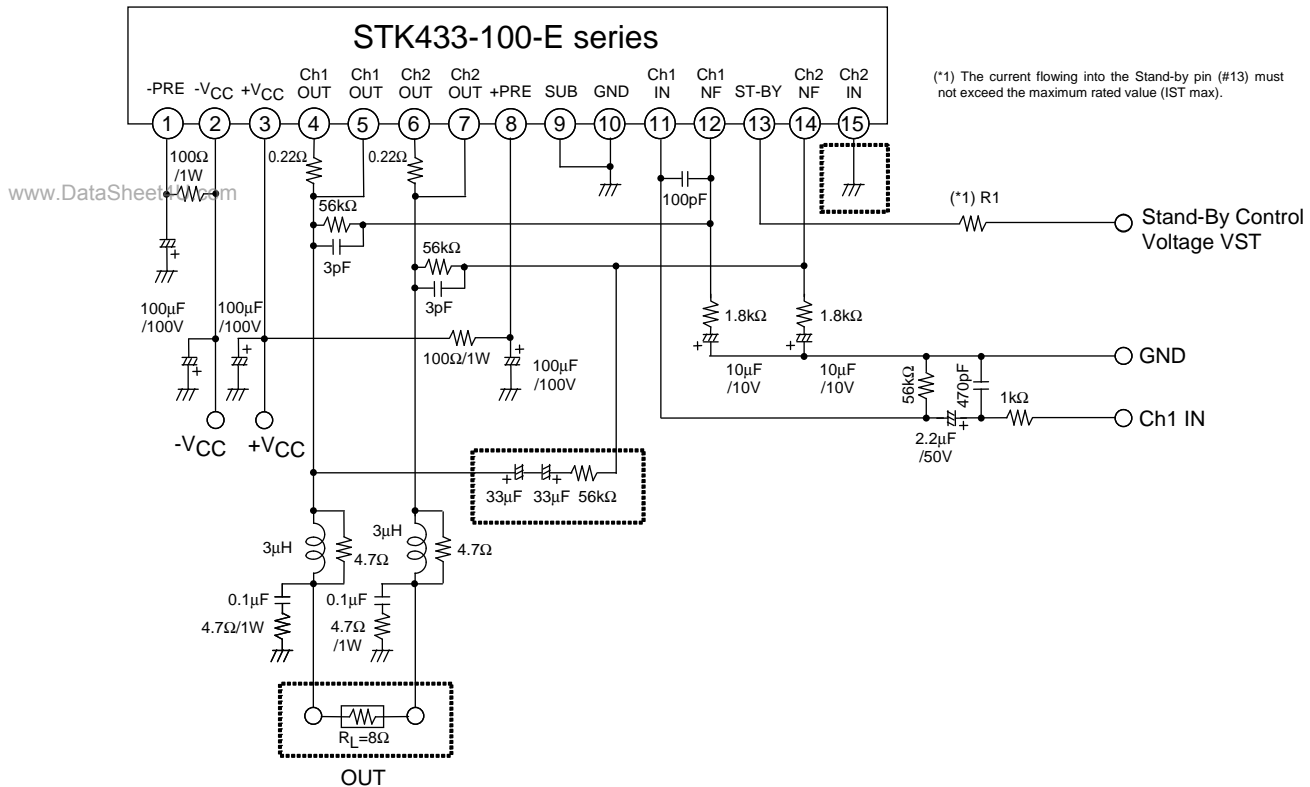 STK433-100-E series
(*1) The current flowing into the Stand-by pin (#13) must
not exceed the maximum rated value (IST max).
-PRE -VCC +VCC Ch1 OUT Ch1 OUT Ch2 OUT Ch2 OUT +PRE SUB GND Ch1 IN Ch1 NF ST-BY Ch2 NF Ch2 IN
1 2 3 4 5 6 7 8 9 10 11 12 13 14 15
100Ω
/1W
0.22Ω
0.22Ω
www.DataSheet4U.com
100pF
(*1) R1
Stand-By Control
Voltage VST
56kΩ
3pF
56kΩ
3pF
+
100µF
/100V
100µF
/100V
+
+
100Ω/1W
+
100µF
/100V
1.8kΩ
1.8kΩ
+
+
10µF
/10V
10µF
/10V
GND
56kΩ
470pF
1kΩ
+
2.2µF
/50V
Ch1 IN
-VCC
+VCC
+
+
33µF 33µF 56kΩ
3µH
4.7Ω
3µH
4.7Ω
0.1µF
4.7Ω/1W
0.1µF
4.7Ω
/1W
RL=8Ω
OUT